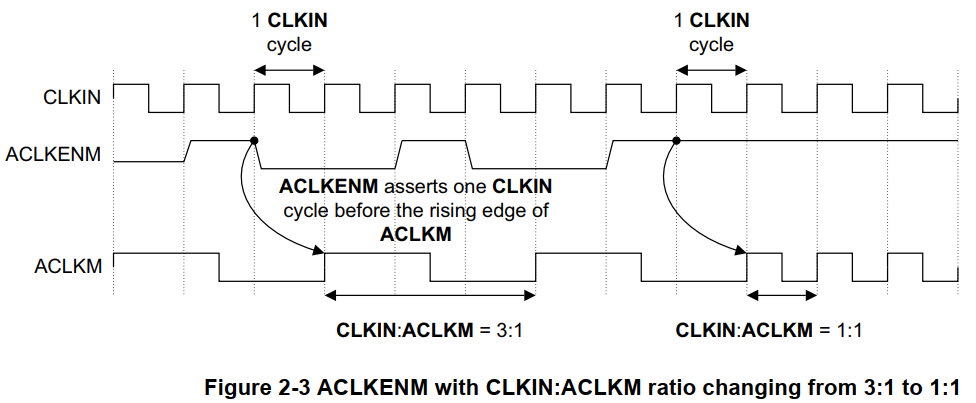 1 CLKIN
cycle
1 CLKIN
cycle
CLKIN
ACLKENM
ACLKENM asserts one CLKIN
cycle before the rising edge of
ACLKM
ACLKM
CLKIN:ACLKM = 3:1
CLKIN:ACLKM = 1:1
Figure 2-3 ACLKENM with CLKIN:ACLKM ratio changing from 3:1 to 1:1